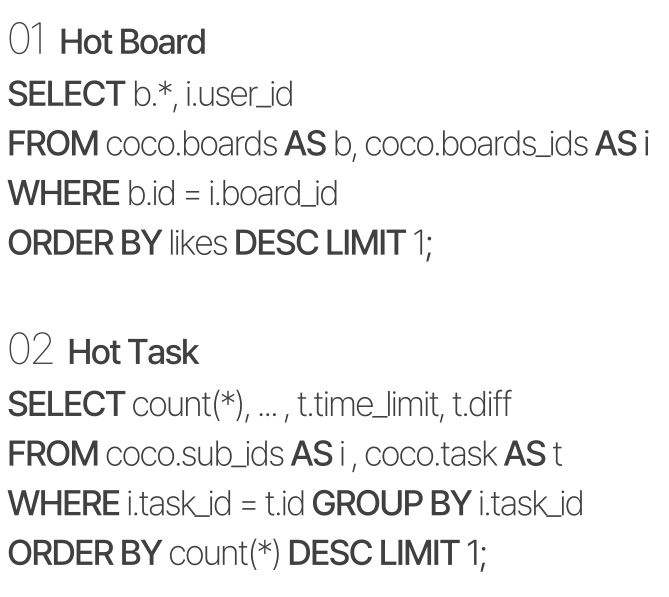 01 Hot Board
SELECT b.*, i.user_id
FROM coco.boards AS b, coco.boards_ids AS i
WHERE b.id = i.board_id
ORDER BY likes DESC LIMIT 1;
02 Hot Task
SELECT count(*), ... , t.time_limit, t.diff
FROM coco.sub_ids AS i , coco.task AS t
WHERE i.task_id = t.id GROUP BY i.task_id
ORDER BY count(*) DESC LIMIT 1;